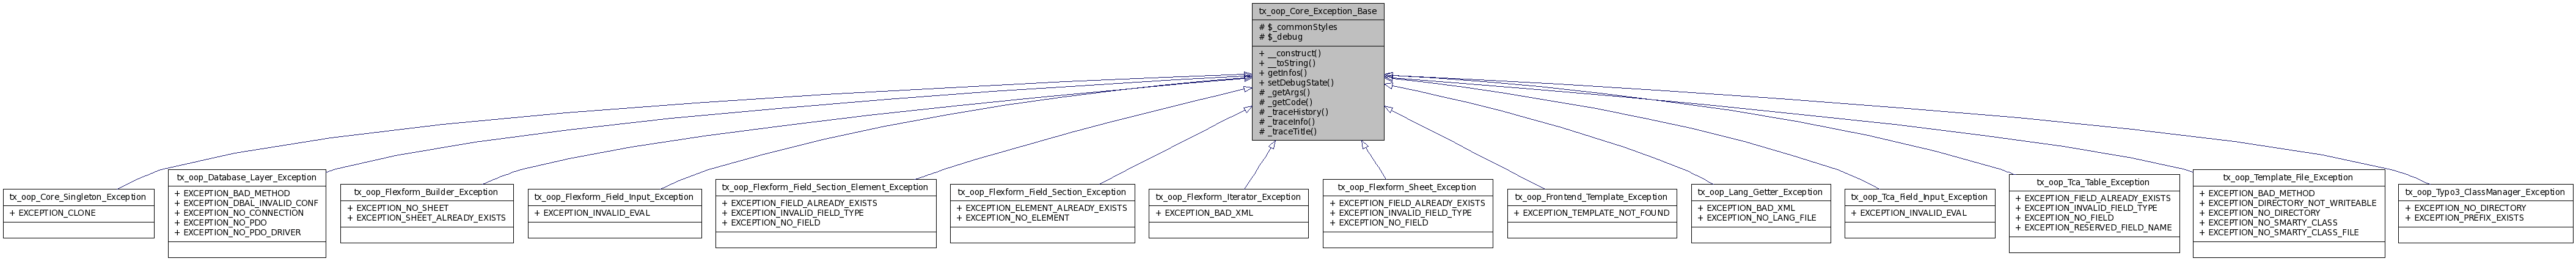 tx_oop_Core_Exception_Base
# $_commonStyles
# $_debug
+ __construct()
+ __toString()
+ getInfos()
+ setDebugState()
# _getArgs()
# _getCode()
# _traceHistory()
# _traceInfo()
# _traceTitle()
tx_oop_Core_Singleton_Exception
+ EXCEPTION_CLONE
tx_oop_Database_Layer_Exception
+ EXCEPTION_BAD_METHOD
+ EXCEPTION_DBAL_INVALID_CONF
+ EXCEPTION_NO_CONNECTION
+ EXCEPTION_NO_PDO
+ EXCEPTION_NO_PDO_DRIVER
tx_oop_Flexform_Builder_Exception
+ EXCEPTION_NO_SHEET
+ EXCEPTION_SHEET_ALREADY_EXISTS
tx_oop_Flexform_Field_Input_Exception
+ EXCEPTION_INVALID_EVAL
tx_oop_Flexform_Field_Section_Element_Exception
+ EXCEPTION_FIELD_ALREADY_EXISTS
+ EXCEPTION_INVALID_FIELD_TYPE
+ EXCEPTION_NO_FIELD
tx_oop_Flexform_Field_Section_Exception
+ EXCEPTION_ELEMENT_ALREADY_EXISTS
+ EXCEPTION_NO_ELEMENT
tx_oop_Flexform_Iterator_Exception
+ EXCEPTION_BAD_XML
tx_oop_Flexform_Sheet_Exception
+ EXCEPTION_FIELD_ALREADY_EXISTS
+ EXCEPTION_INVALID_FIELD_TYPE
+ EXCEPTION_NO_FIELD
tx_oop_Frontend_Template_Exception
+ EXCEPTION_TEMPLATE_NOT_FOUND
tx_oop_Lang_Getter_Exception
+ EXCEPTION_BAD_XML
+ EXCEPTION_NO_LANG_FILE
tx_oop_Tca_Field_Input_Exception
+ EXCEPTION_INVALID_EVAL
tx_oop_Tca_Table_Exception
+ EXCEPTION_FIELD_ALREADY_EXISTS
+ EXCEPTION_INVALID_FIELD_TYPE
+ EXCEPTION_NO_FIELD
+ EXCEPTION_RESERVED_FIELD_NAME
tx_oop_Template_File_Exception
+ EXCEPTION_BAD_METHOD
+ EXCEPTION_DIRECTORY_NOT_WRITEABLE
+ EXCEPTION_NO_DIRECTORY
+ EXCEPTION_NO_SMARTY_CLASS
+ EXCEPTION_NO_SMARTY_CLASS_FILE
tx_oop_Typo3_ClassManager_Exception
+ EXCEPTION_NO_DIRECTORY
+ EXCEPTION_PREFIX_EXISTS